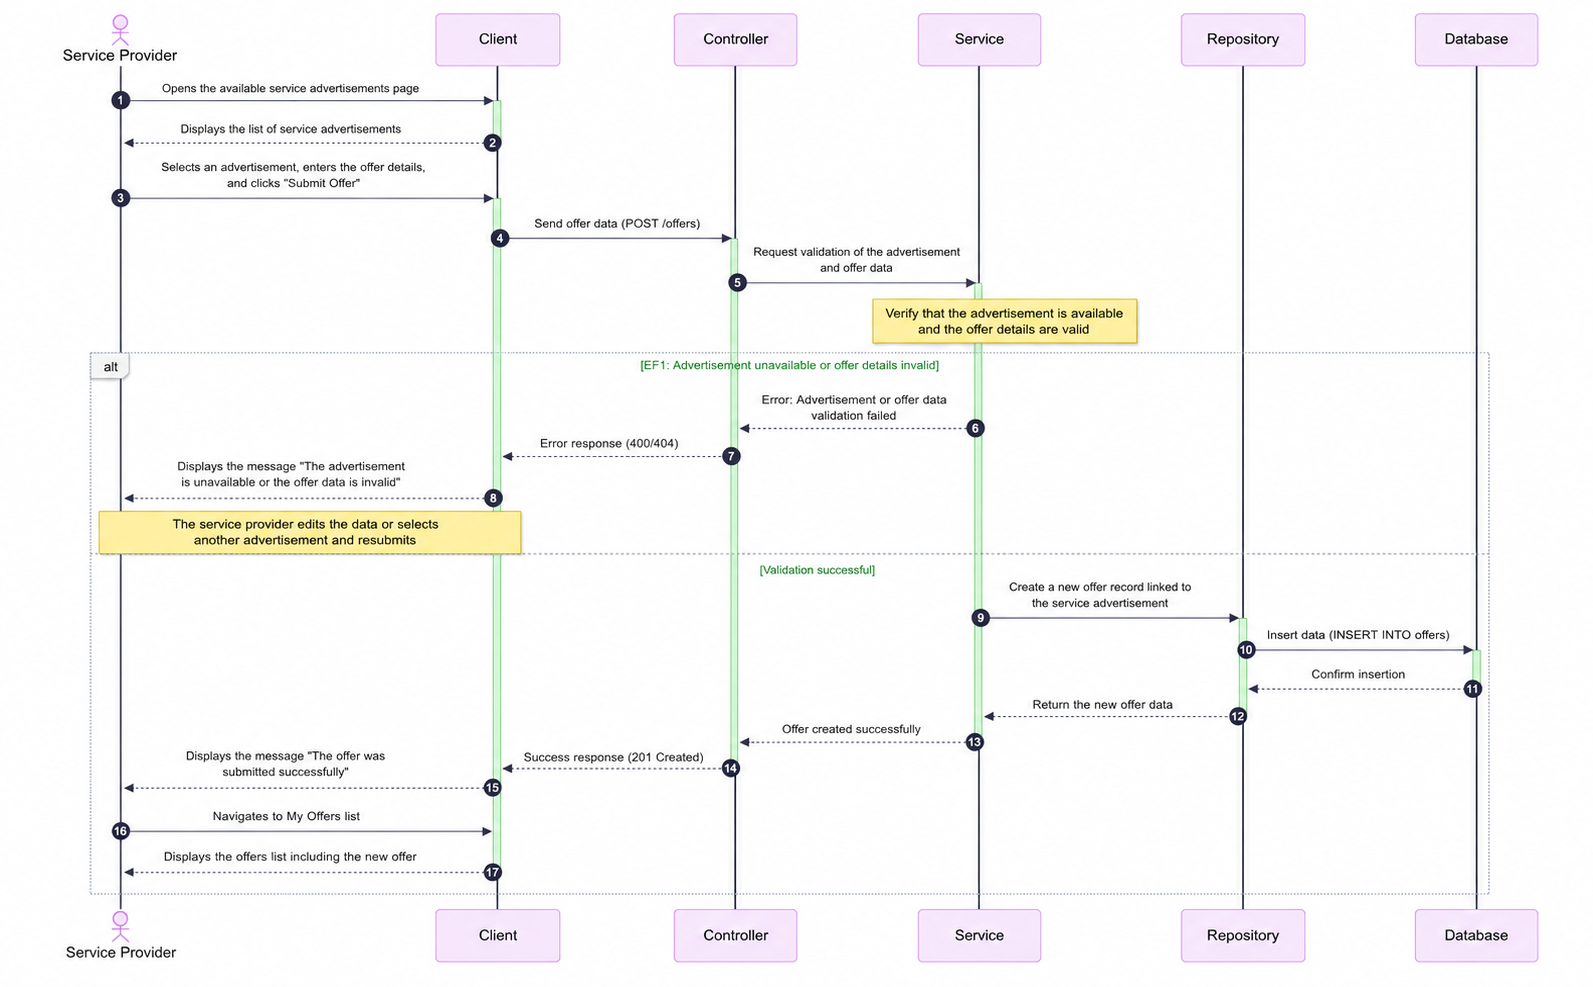 Service Provider
Client
Controller
Service
Repository
Database
1
Opens the available service advertisements page
Displays the list of service advertisements
2
Selects an advertisement, enters the offer details,
and clicks "Submit Offer"
3
Send offer data (POST /offers)
4
Request validation of the advertisement
and offer data
5
Verify that the advertisement is available
and the offer details are valid
alt
[EF1: Advertisement unavailable or offer details invalid]
Error: Advertisement or offer data
validation failed
6
Error response (400/404)
7
Displays the message "The advertisement
is unavailable or the offer data is invalid"
8
The service provider edits the data or selects
another advertisement and resubmits
[Validation successful]
Create a new offer record linked to
the service advertisement
9
Insert data (INSERT INTO offers)
10
Confirm insertion
11
Return the new offer data
12
Offer created successfully
13
Success response (201 Created)
14
Displays the message "The offer was
submitted successfully"
15
Navigates to My Offers list
16
Displays the offers list including the new offer
17
Service Provider
Client
Controller
Service
Repository
Database